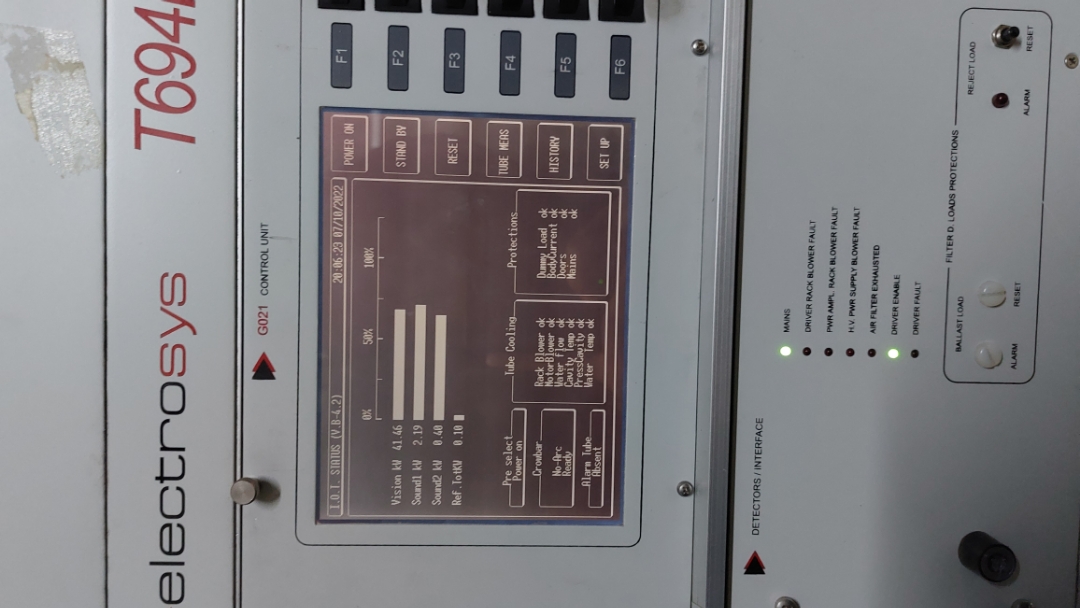 electrosys
T694
G021 CONTROL UNIT
F1
F2
F3
F4
F5
F6
I.O.T. STATUS (V.B-4.2)
20:06:23 07/10/2022
0%
50%
100%
Vision kW 41.46
Sound1 kW 2.19
Sound2 kW 0.40
Ref.TotKW 0.10
Pre select
Power on
Crowbar
No-Arc
Ready
Alarm Tube
Absent
Tube Cooling
Rack Blower ok
MotorBlower ok
Water Flow ok
Cavity Temp ok
PressCavity ok
Water Temp ok
Protections
Dummy Load ok
BodyCurrent ok
Doors ok
Mains ok
POWER ON
STAND BY
RESET
TUBE MEAS
HISTORY
SET UP
DETECTORS / INTERFACE
MAINS
DRIVER RACK BLOWER FAULT
PWR AMPL. RACK BLOWER FAULT
H.V. PWR SUPPLY BLOWER FAULT
AIR FILTER EXHAUSTED
DRIVER ENABLE
DRIVER FAULT
FILTER D. LOADS PROTECTIONS
BALLAST LOAD
ALARM
RESET
REJECT LOAD
ALARM
RESET